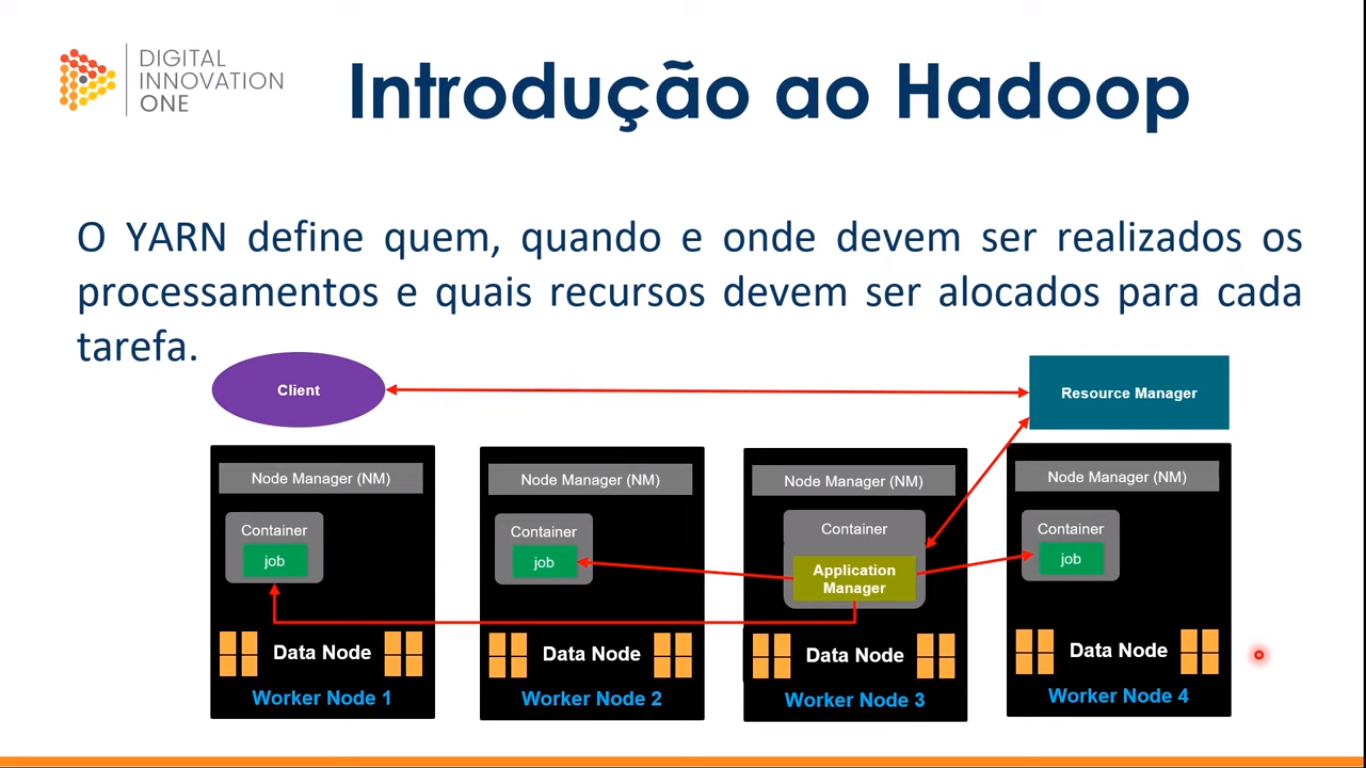 DIGITAL
INNOVATION
ONE
Introdução ao Hadoop
O YARN define quem, quando e onde devem ser realizados os
processamentos e quais recursos devem ser alocados para cada
tarefa.
Client
Resource Manager
Node Manager (NM)
Container
job
Data Node
Worker Node 1
Node Manager (NM)
Container
job
Data Node
Worker Node 2
Node Manager (NM)
Container
Application
Manager
Data Node
Worker Node 3
Node Manager (NM)
Container
job
Data Node
Worker Node 4